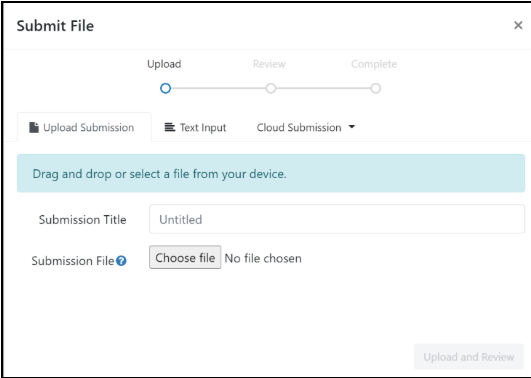 Submit File ×
Upload Review Complete
Upload Submission Text Input Cloud Submission
Drag and drop or select a file from your device.
Submission Title Untitled
Submission File ? Choose file No file chosen
Upload and Review